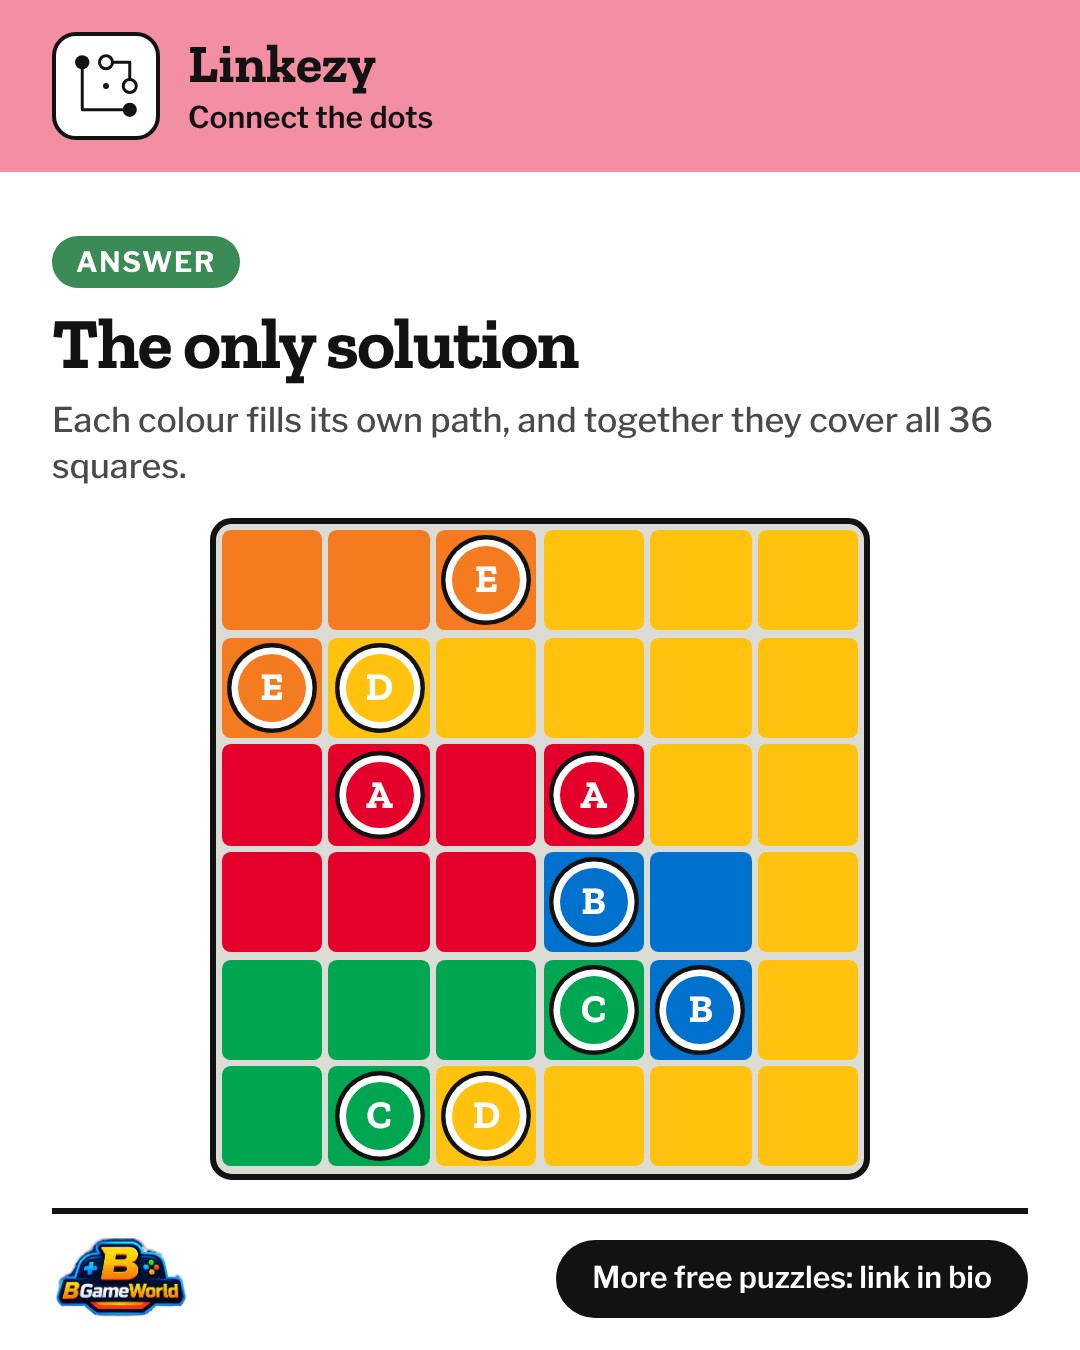 Linkezy
Connect the dots
ANSWER
The only solution
Each colour fills its own path, and together they cover all 36
squares.
E
E D
A A
B
C B
C D
B
BGameWorld
More free puzzles: link in bio